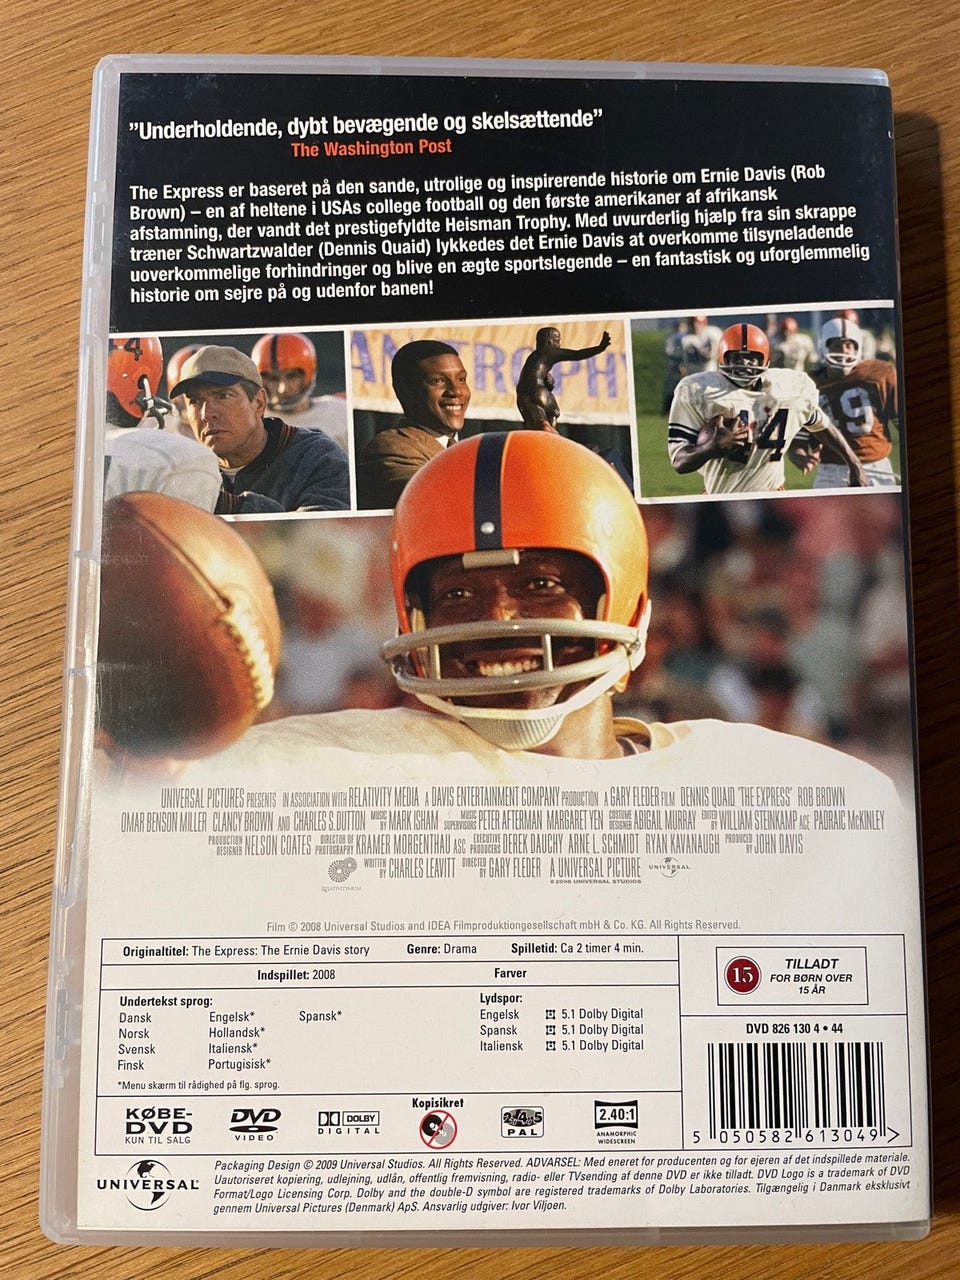 ”Underholdende, dybt bevægende og skelsættende”
The Washington Post
The Express er baseret på den sande, utrolige og inspirerende historie om Ernie Davis (Rob
Brown) – en af heltene i USAs college football og den første amerikaner af afrikansk
afstamning, der vandt det prestigefyldte Heisman Trophy. Med uvurderlig hjælp fra sin skrappe
træner Schwartzwalder (Dennis Quaid) lykkedes det Ernie Davis at overkomme tilsyneladende
uoverkommelige forhindringer og blive en ægte sportslegende – en fantastisk og uforglemmelig
historie om sejre på og udenfor banen!
4
AN TROPHY
44
19
UNIVERSAL PICTURES PRESENTS IN ASSOCIATION WITH RELATIVITY MEDIA A DAVIS ENTERTAINMENT COMPANY PRODUCTION A GARY FLEDER FILM DENNIS QUAID "THE EXPRESS" ROB BROWN
OMAR BENSON MILLER CLANCY BROWN AND CHARLES S. DUTTON MUSIC BY MARK ISHAM MUSIC SUPERVISORS PETER AFTERMAN MARGARET YEN COSTUME DESIGNER ABIGAIL MURRAY EDITED BY WILLIAM STEINKAMP ACE PADRAIC McKINLEY
PRODUCTION DESIGNER NELSON COATES DIRECTOR OF PHOTOGRAPHY KRAMER MORGENTHAU ASC EXECUTIVE PRODUCERS DEREK DAUCHY ARNE L. SCHMIDT RYAN KAVANAUGH PRODUCED BY JOHN DAVIS
RELATIVITYMEDIA WRITTEN BY CHARLES LEAVITT DIRECTED BY GARY FLEDER A UNIVERSAL PICTURE UNIVERSAL
© 2008 UNIVERSAL STUDIOS
Film © 2008 Universal Studios and IDEA Filmproduktiongesellschaft mbH & Co. KG. All Rights Reserved.
Originaltitel: The Express: The Ernie Davis story Genre: Drama Spilletid: Ca 2 timer 4 min.
Indspillet: 2008 Farver
Undertekst sprog:
Dansk Engelsk* Spansk*
Norsk Hollandsk*
Svensk Italiensk*
Finsk Portugisisk*
*Menu skærm til rådighed på flg. sprog.
Lydspor:
Engelsk 5.1 Dolby Digital
Spansk 5.1 Dolby Digital
Italiensk 5.1 Dolby Digital
15 TILLADT
FOR BØRN OVER
15 ÅR
DVD 826 130 4 • 44
5 050582 613049 >
KØBE-
DVD
KUN TIL SALG
DVD
VIDEO
DOLBY
DIGITAL
Kopisikret
2.4.5
PAL
2.40:1
ANAMORPHIC
WIDESCREEN
UNIVERSAL
Packaging Design © 2009 Universal Studios. All Rights Reserved. ADVARSEL: Med eneret for producenten og for ejeren af det indspillede materiale.
Uautoriseret kopiering, udlejning, udlån, offentlig fremvisning, radio- eller TVsending af denne DVD er ikke tilladt. DVD Logo is a trademark of DVD
Format/Logo Licensing Corp. Dolby and the double-D symbol are registered trademarks of Dolby Laboratories. Tilgængelig i Danmark eksklusivt
gennem Universal Pictures (Denmark) ApS. Ansvarlig udgiver: Ivor Viljoen.